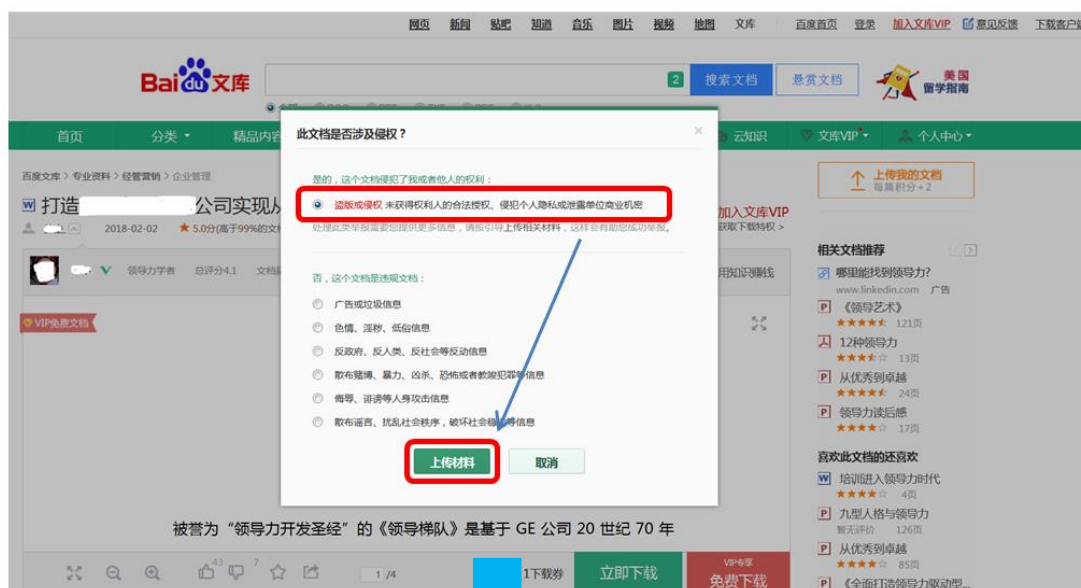 网页 新闻 贴吧 知道 音乐 图片 视频 地图 文库 百度首页 登录 加入文库VIP 意见反馈 下载客户端
Baidu文库 2 搜索文档 悬赏文档 美国
留学指南
首页 分类 精品内容 云知识 文库VIP 个人中心
此文档是否涉及侵权？ ×
是的，这个文档侵犯了我或者他人的权利：
盗版或侵权 未获得权利人的合法授权、侵犯个人隐私或泄露单位商业机密
处理此类举报需要您提供更多信息，请按引导上传相关材料，这样会有助您成功举报。
否，这个文档是违规文档：
广告或垃圾信息
色情、淫秽、低俗信息
反政府、反人类、反社会等反动信息
散布赌博、暴力、凶杀、恐怖或者教唆犯罪等信息
侮辱、诽谤等人身攻击信息
散布谣言、扰乱社会秩序，破坏社会稳定等信息
上传材料 取消
百度文库 > 专业资料 > 经管营销 > 企业管理
打造 公司实现从
2018-02-02 5.0分(高于99%的文
V 领导力学者 总评分4.1 文档
VIP免费文档
被誉为“领导力开发圣经”的《领导梯队》是基于 GE 公司 20 世纪 70 年
43 7 1 /4 1下载券 立即下载 VIP专享
免费下载
上传我的文档
每篇积分+2
加入文库VIP
获取下载特权 >
用知识赚钱
相关文档推荐
哪里能找到领导力?
www.linkedin.com 广告
P 《领导艺术》
121页
12种领导力
13页
P 从优秀到卓越
24页
P 领导力读后感
17页
喜欢此文档的还喜欢
W 培训进入领导力时代
4页
P 九型人格与领导力
暂无评价 126页
P 从优秀到卓越
85页
P 《全面打造领导力驱动型...